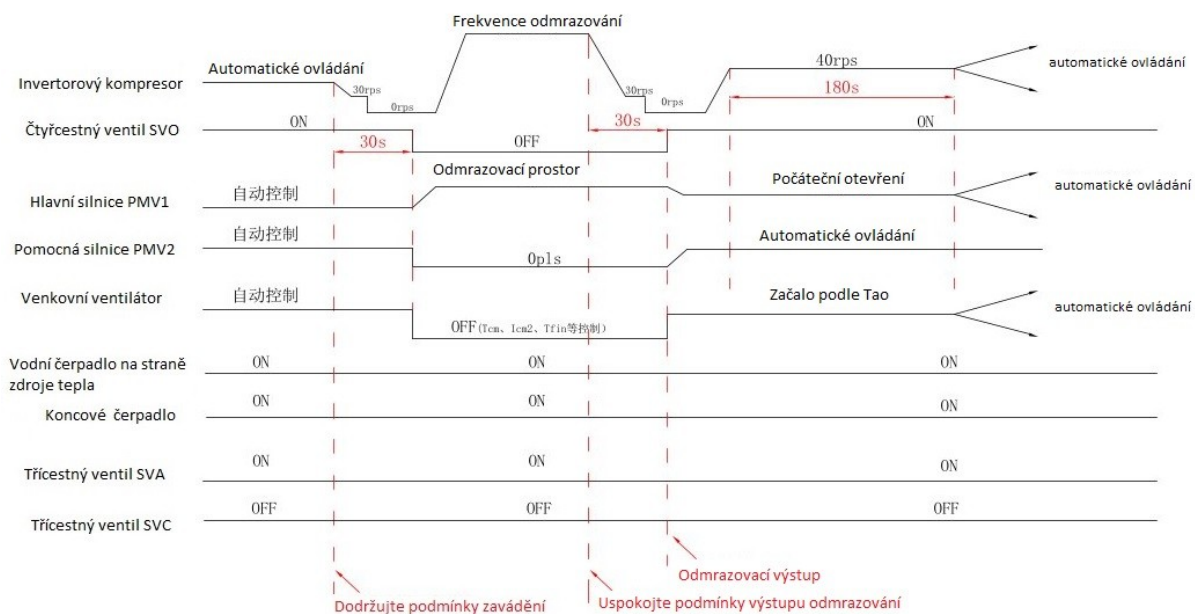 Frekvence odmrazování
Invertorový kompresor
Automatické ovládání
30rps
0rps
30rps
0rps
40rps
180s
automatické ovládání
Čtyřcestný ventil SVO
ON
30s
OFF
30s
ON
Hlavní silnice PMV1
自动控制
Odmrazovací prostor
Počáteční otevření
automatické ovládání
Pomocná silnice PMV2
自动控制
0pls
Automatické ovládání
Venkovní ventilátor
自动控制
OFF(Tcm、Icm2、Tfin等控制)
Začalo podle Tao
automatické ovládání
Vodní čerpadlo na straně
zdroje tepla
ON
ON
ON
Koncové čerpadlo
ON
ON
ON
Třícestný ventil SVA
ON
ON
ON
Třícestný ventil SVC
OFF
OFF
OFF
Odmrazovací výstup
Dodržujte podmínky zavádění
Uspokojte podmínky výstupu odmrazování